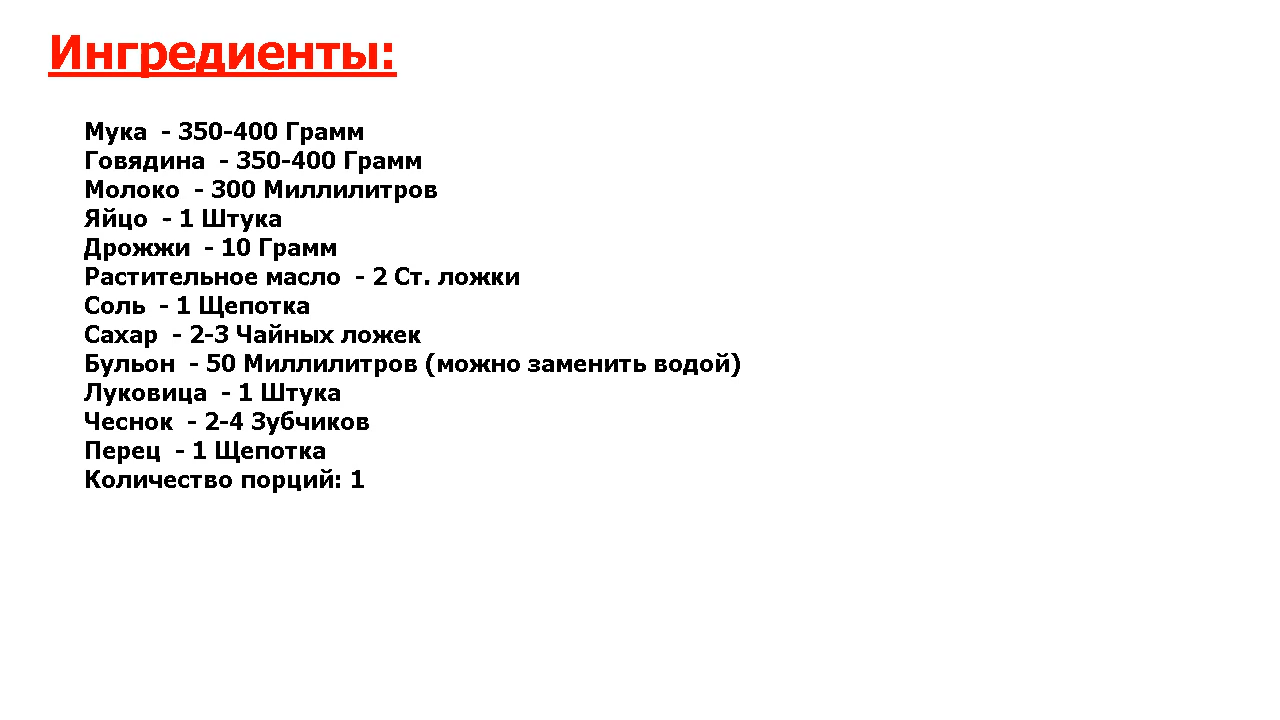 Ингредиенты:
Мука - 350-400 Грамм
Говядина - 350-400 Грамм
Молоко - 300 Миллилитров
Яйцо - 1 Штука
Дрожжи - 10 Грамм
Растительное масло - 2 Ст. ложки
Соль - 1 Щепотка
Сахар - 2-3 Чайных ложек
Бульон - 50 Миллилитров (можно заменить водой)
Луковица - 1 Штука
Чеснок - 2-4 Зубчиков
Перец - 1 Щепотка
Количество порций: 1